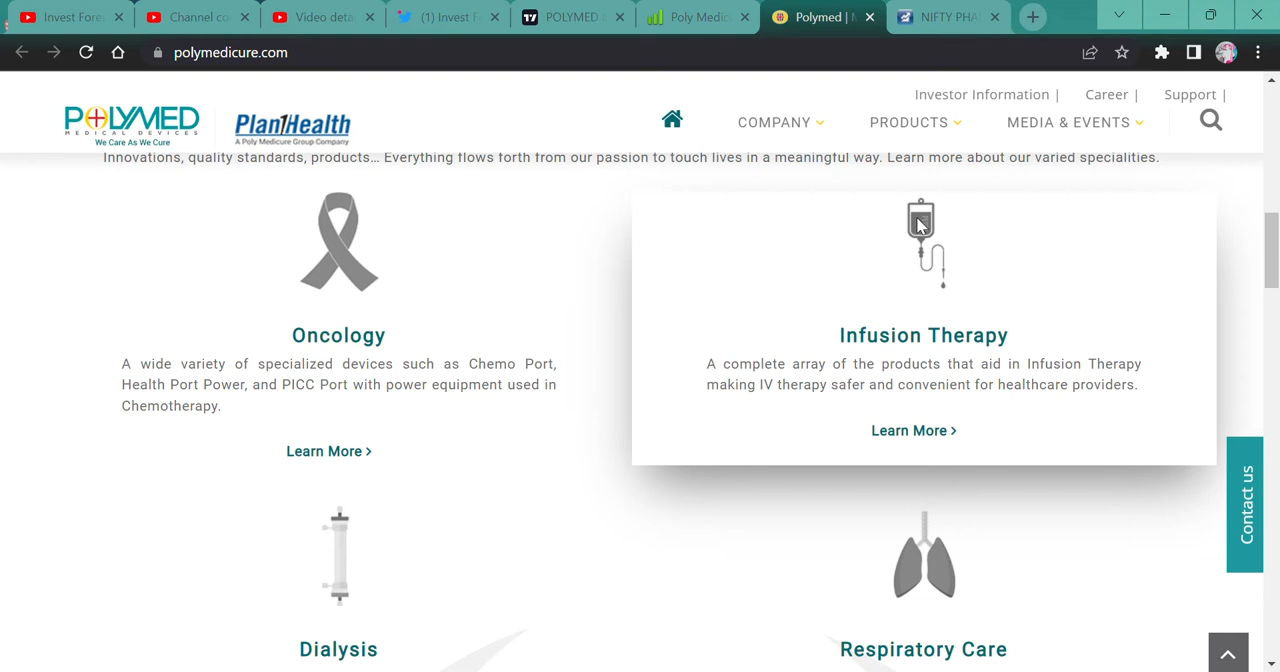 Invest Fores
Channel co
Video deta
(1) Invest F
POLYMED
Poly Medic
Polymed |
NIFTY PHA
polymedicure.com
Investor Information |
Career |
Support |
POLYMED
MEDICAL DEVICES
We Care As We Cure
Plan1Health
A Poly Medicure Group Company
COMPANY
PRODUCTS
MEDIA & EVENTS
Innovations, quality standards, products... Everything flows forth from our passion to touch lives in a meaningful way. Learn more about our varied specialities.
Oncology
A wide variety of specialized devices such as Chemo Port,
Health Port Power, and PICC Port with power equipment used in
Chemotherapy.
Learn More >
Infusion Therapy
A complete array of the products that aid in Infusion Therapy
making IV therapy safer and convenient for healthcare providers.
Learn More >
Contact us
Dialysis
Respiratory Care